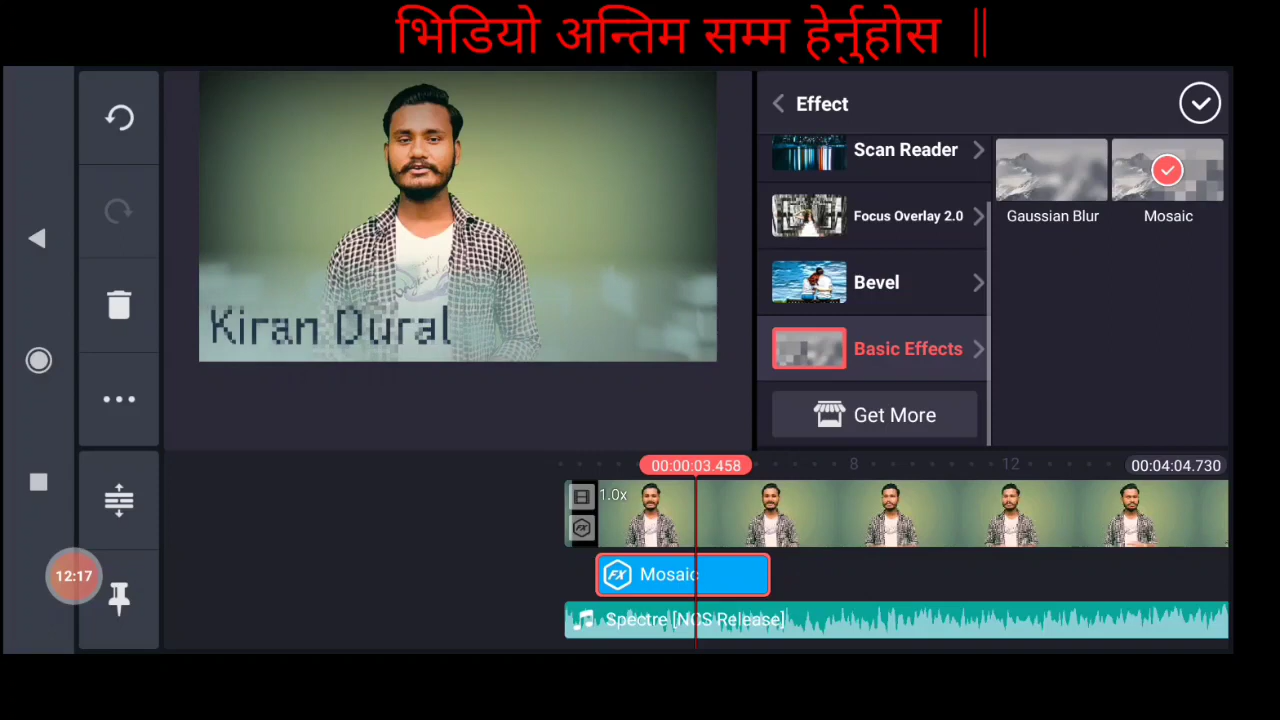 भिडियो अन्तिम सम्म हेर्नुहोस ||
Effect
Scan Reader
Focus Overlay 2.0
Bevel
Basic Effects
Get More
Gaussian Blur
Mosaic
Kiran Dural
00:00:03.458
8
12
00:04:04.730
1.0x
FX Mosaic
Spectre [NCS Release]
12:17